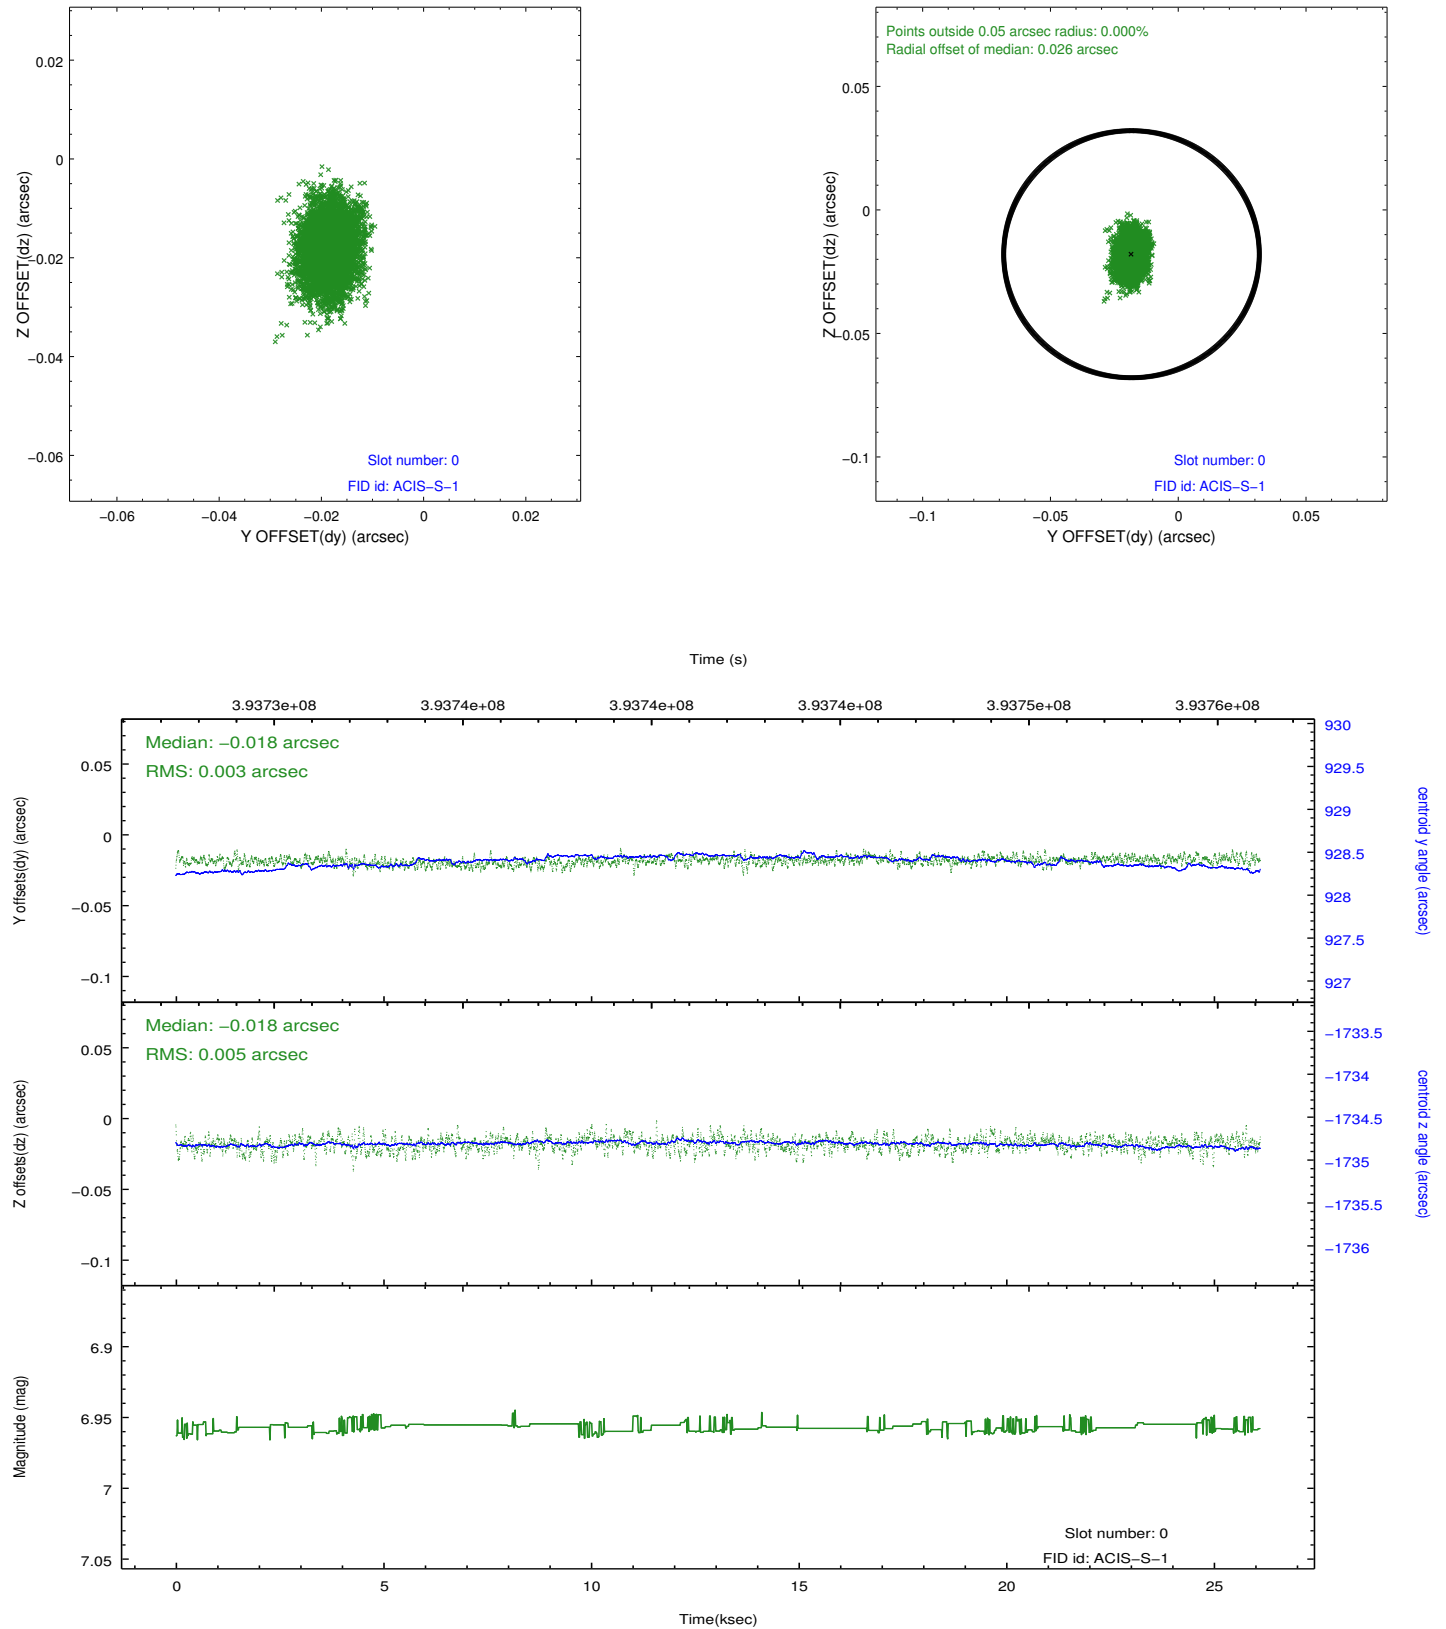 0.02
0
−0.02
−0.04
−0.06
Z OFFSET(dz) (arcsec)
Slot number: 0
FID id: ACIS−S−1
−0.06 −0.04 −0.02 0 0.02
Y OFFSET(dy) (arcsec)
Points outside 0.05 arcsec radius: 0.000%
Radial offset of median: 0.026 arcsec
0.05
0
−0.05
−0.1
Z OFFSET(dz) (arcsec)
Slot number: 0
FID id: ACIS−S−1
−0.1 −0.05 0 0.05
Y OFFSET(dy) (arcsec)
Time (s)
3.9373e+08 3.9374e+08 3.9374e+08 3.9374e+08 3.9375e+08 3.9376e+08
Median: −0.018 arcsec
RMS: 0.003 arcsec
0.05
0
−0.05
−0.1
Y offsets(dy) (arcsec)
930
929.5
929
928.5
928
927.5
927
centroid y angle (arcsec)
Median: −0.018 arcsec
RMS: 0.005 arcsec
0.05
0
−0.05
−0.1
Z offsets(dz) (arcsec)
−1733.5
−1734
−1734.5
−1735
−1735.5
−1736
centroid z angle (arcsec)
6.9
6.95
7
7.05
Magnitude (mag)
Slot number: 0
FID id: ACIS−S−1
0 5 10 15 20 25
Time(ksec)